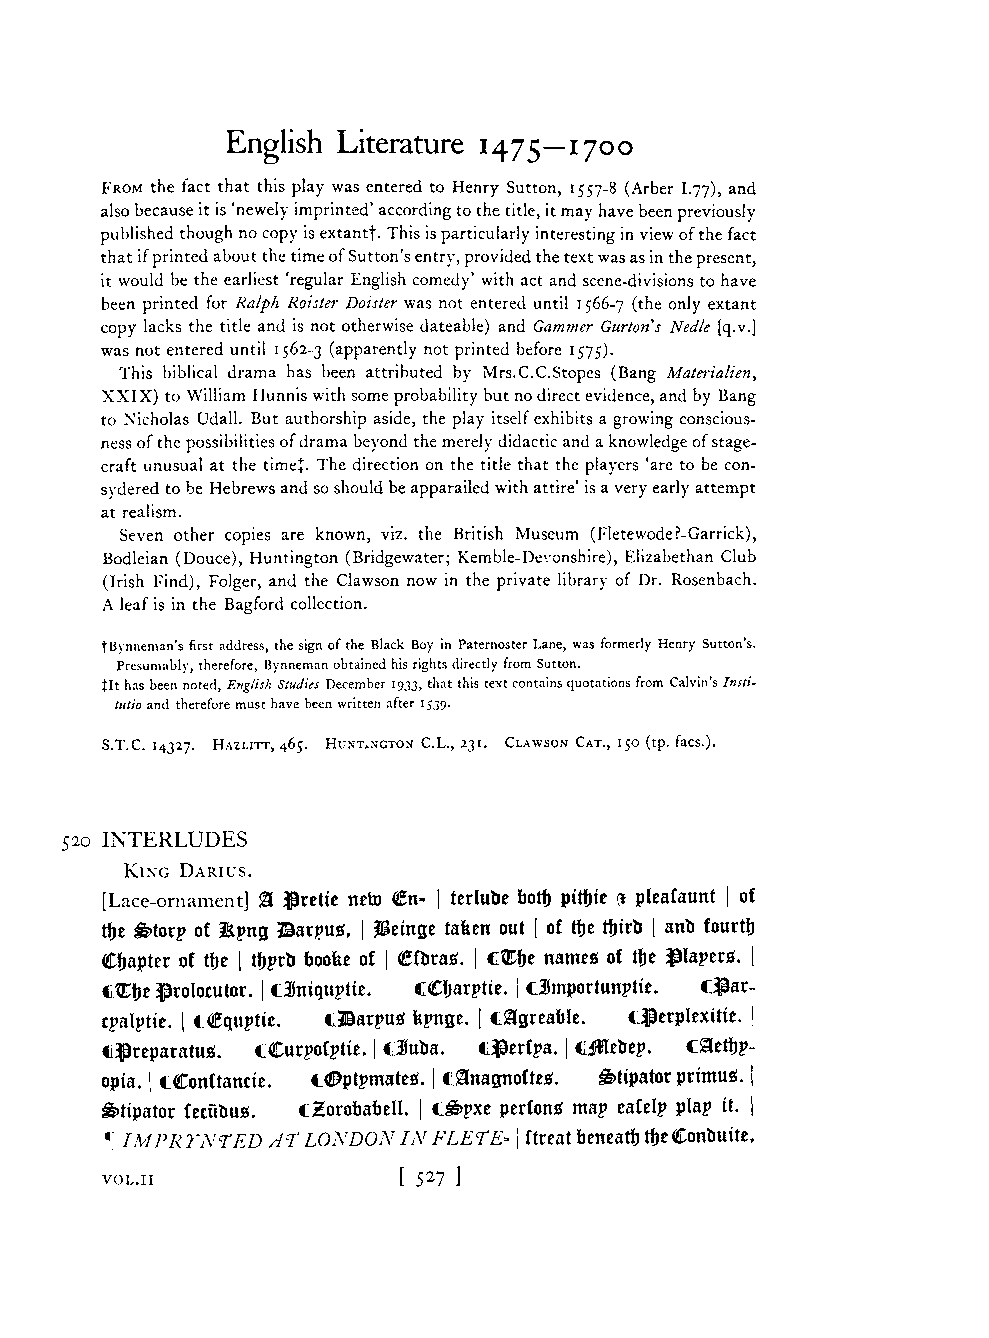 English Literature 1475—1700
FROM the fact that this play was entered to Henry Sutton, 1557-8 (Arber I.77), and
also because it is 'newely imprinted' according to the title, it may have been previously
published though no copy is extant†. This is particularly interesting in view of the fact
that if printed about the time of Sutton's entry, provided the text was as in the present,
it would be the earliest 'regular English comedy' with act and scene-divisions to have
been printed for Ralph Roister Doister was not entered until 1566-7 (the only extant
copy lacks the title and is not otherwise dateable) and Gammer Gurton's Nedle [q.v.]
was not entered until 1562-3 (apparently not printed before 1575).
This biblical drama has been attributed by Mrs.C.C.Stopes (Bang Materialien,
XXIX) to William Hunnis with some probability but no direct evidence, and by Bang
to Nicholas Udall. But authorship aside, the play itself exhibits a growing conscious-
ness of the possibilities of drama beyond the merely didactic and a knowledge of stage-
craft unusual at the time‡. The direction on the title that the players 'are to be con-
sydered to be Hebrews and so should be apparailed with attire' is a very early attempt
at realism.
Seven other copies are known, viz. the British Museum (Fletewode?-Garrick),
Bodleian (Douce), Huntington (Bridgewater; Kemble-Devonshire), Elizabethan Club
(Irish Find), Folger, and the Clawson now in the private library of Dr. Rosenbach.
A leaf is in the Bagford collection.
†Bynneman's first address, the sign of the Black Boy in Paternoster Lane, was formerly Henry Sutton's.
Presumably, therefore, Bynneman obtained his rights directly from Sutton.
‡It has been noted, English Studies December 1933, that this text contains quotations from Calvin's Insti-
tutio and therefore must have been written after 1539.
S.T.C. 14327. HAZLITT, 465. HUNTINGTON C.L., 231. CLAWSON CAT., 150 (tp. facs.).
520 INTERLUDES
KING DARIUS.
[Lace-ornament] A Pretie new En- | terlude both pithie ⁊ pleaſaunt | of
the Story of Kyng Daryus, | Beinge taken out | of the third | and fourth
Chapter of the | thyrd booke of | Eſdras. | ⸿The names of the Players. |
⸿The Prolocutor. | ⸿Iniquytie. ⸿Charytie. | ⸿Importunytie. ⸿Par-
cyalytie. | ⸿Equytie. ⸿Daryus kynge. | ⸿Agreable. ⸿Perplexitie. |
⸿Preparatus. ⸿Curyoſytie. | ⸿Iuda. ⸿Perſya. | ⸿Medey. ⸿Aethy-
opia. | ⸿Conſtancie. ⸿Optymates. | ⸿Anagnoſtes. Stipator primus. |
Stipator ſecūdus. ⸿Zorobabell. | ⸿Syxe perſons may eaſely play it. |
¶ IMPRYNTED AT LONDON IN FLETE- | ſtreat beneath the Conduite,
VOL.II [ 527 ]